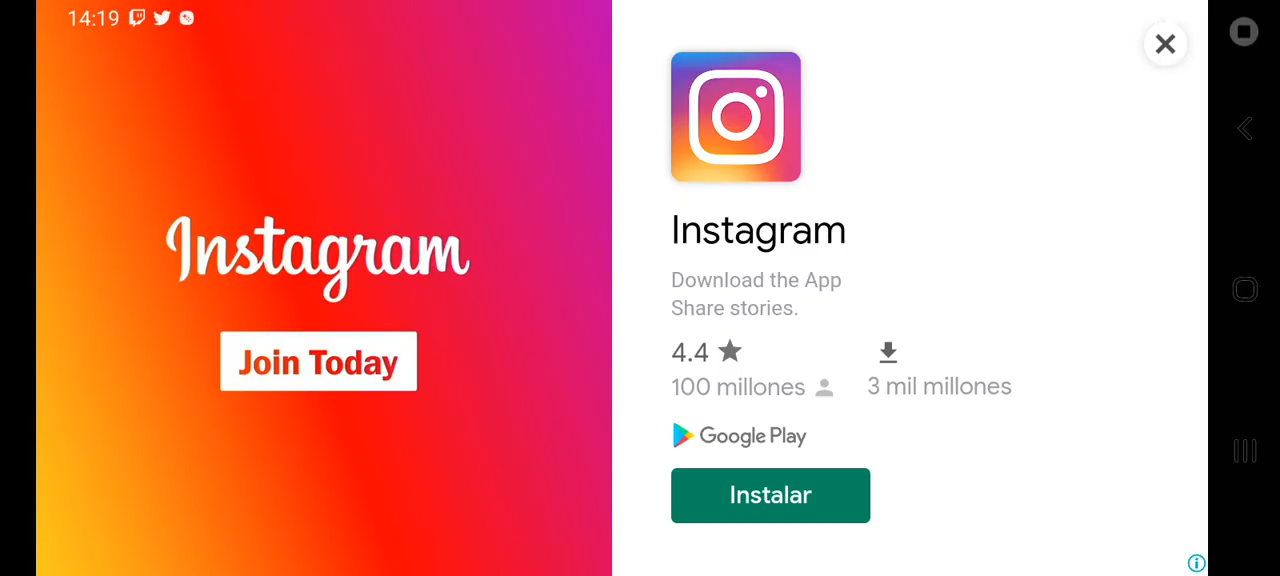 14:19
Instagram
Join Today
Instagram
Download the App
Share stories.
4.4
100 millones
3 mil millones
Google Play
Instalar